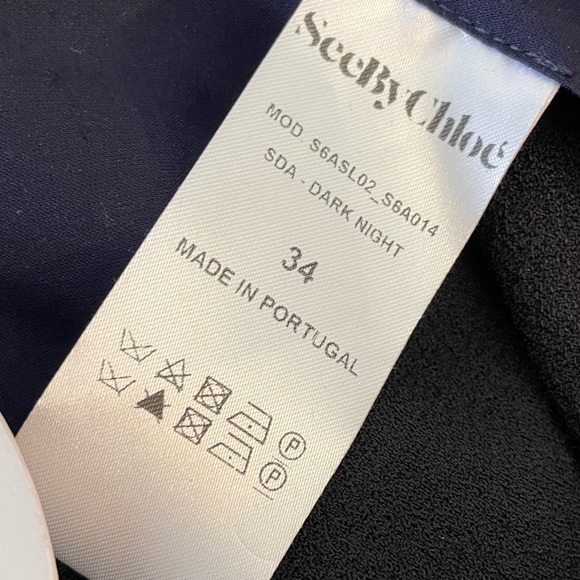 SeeByChloé
MOD S6ASL02_S6A014
SDA - DARK NIGHT
34
MADE IN PORTUGAL
P
P